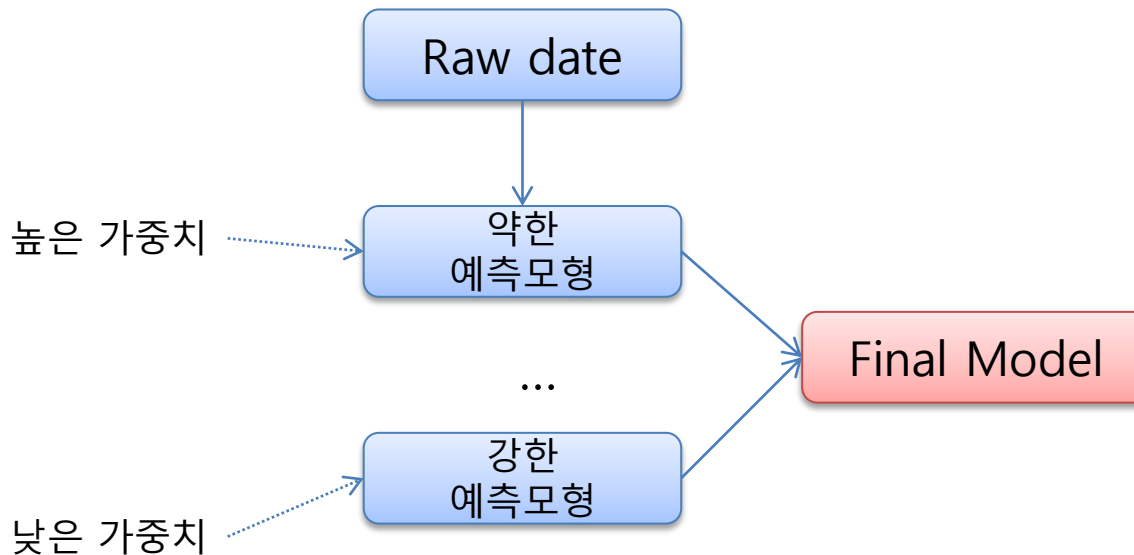 Raw date
높은 가중치
약한
예측모형
...
Final Model
강한
예측모형
낮은 가중치